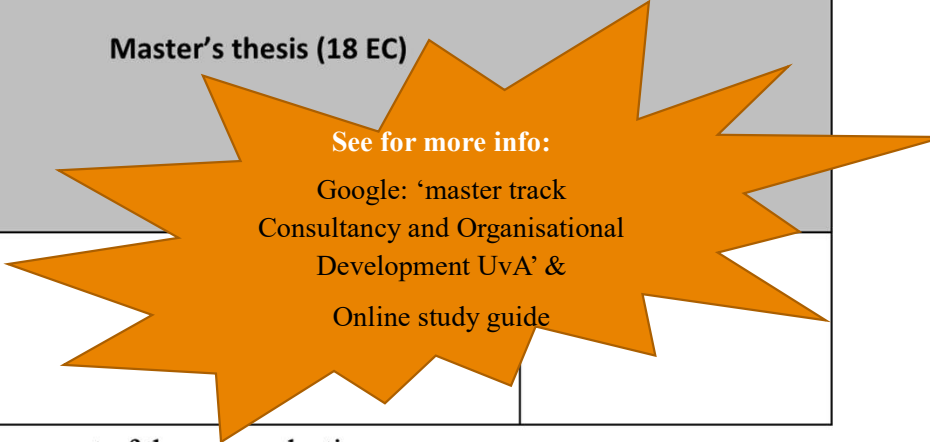 Master’s thesis (18 EC)
See for more info:
Google: ‘master track
Consultancy and Organisational
Development UvA’ &
Online study guide